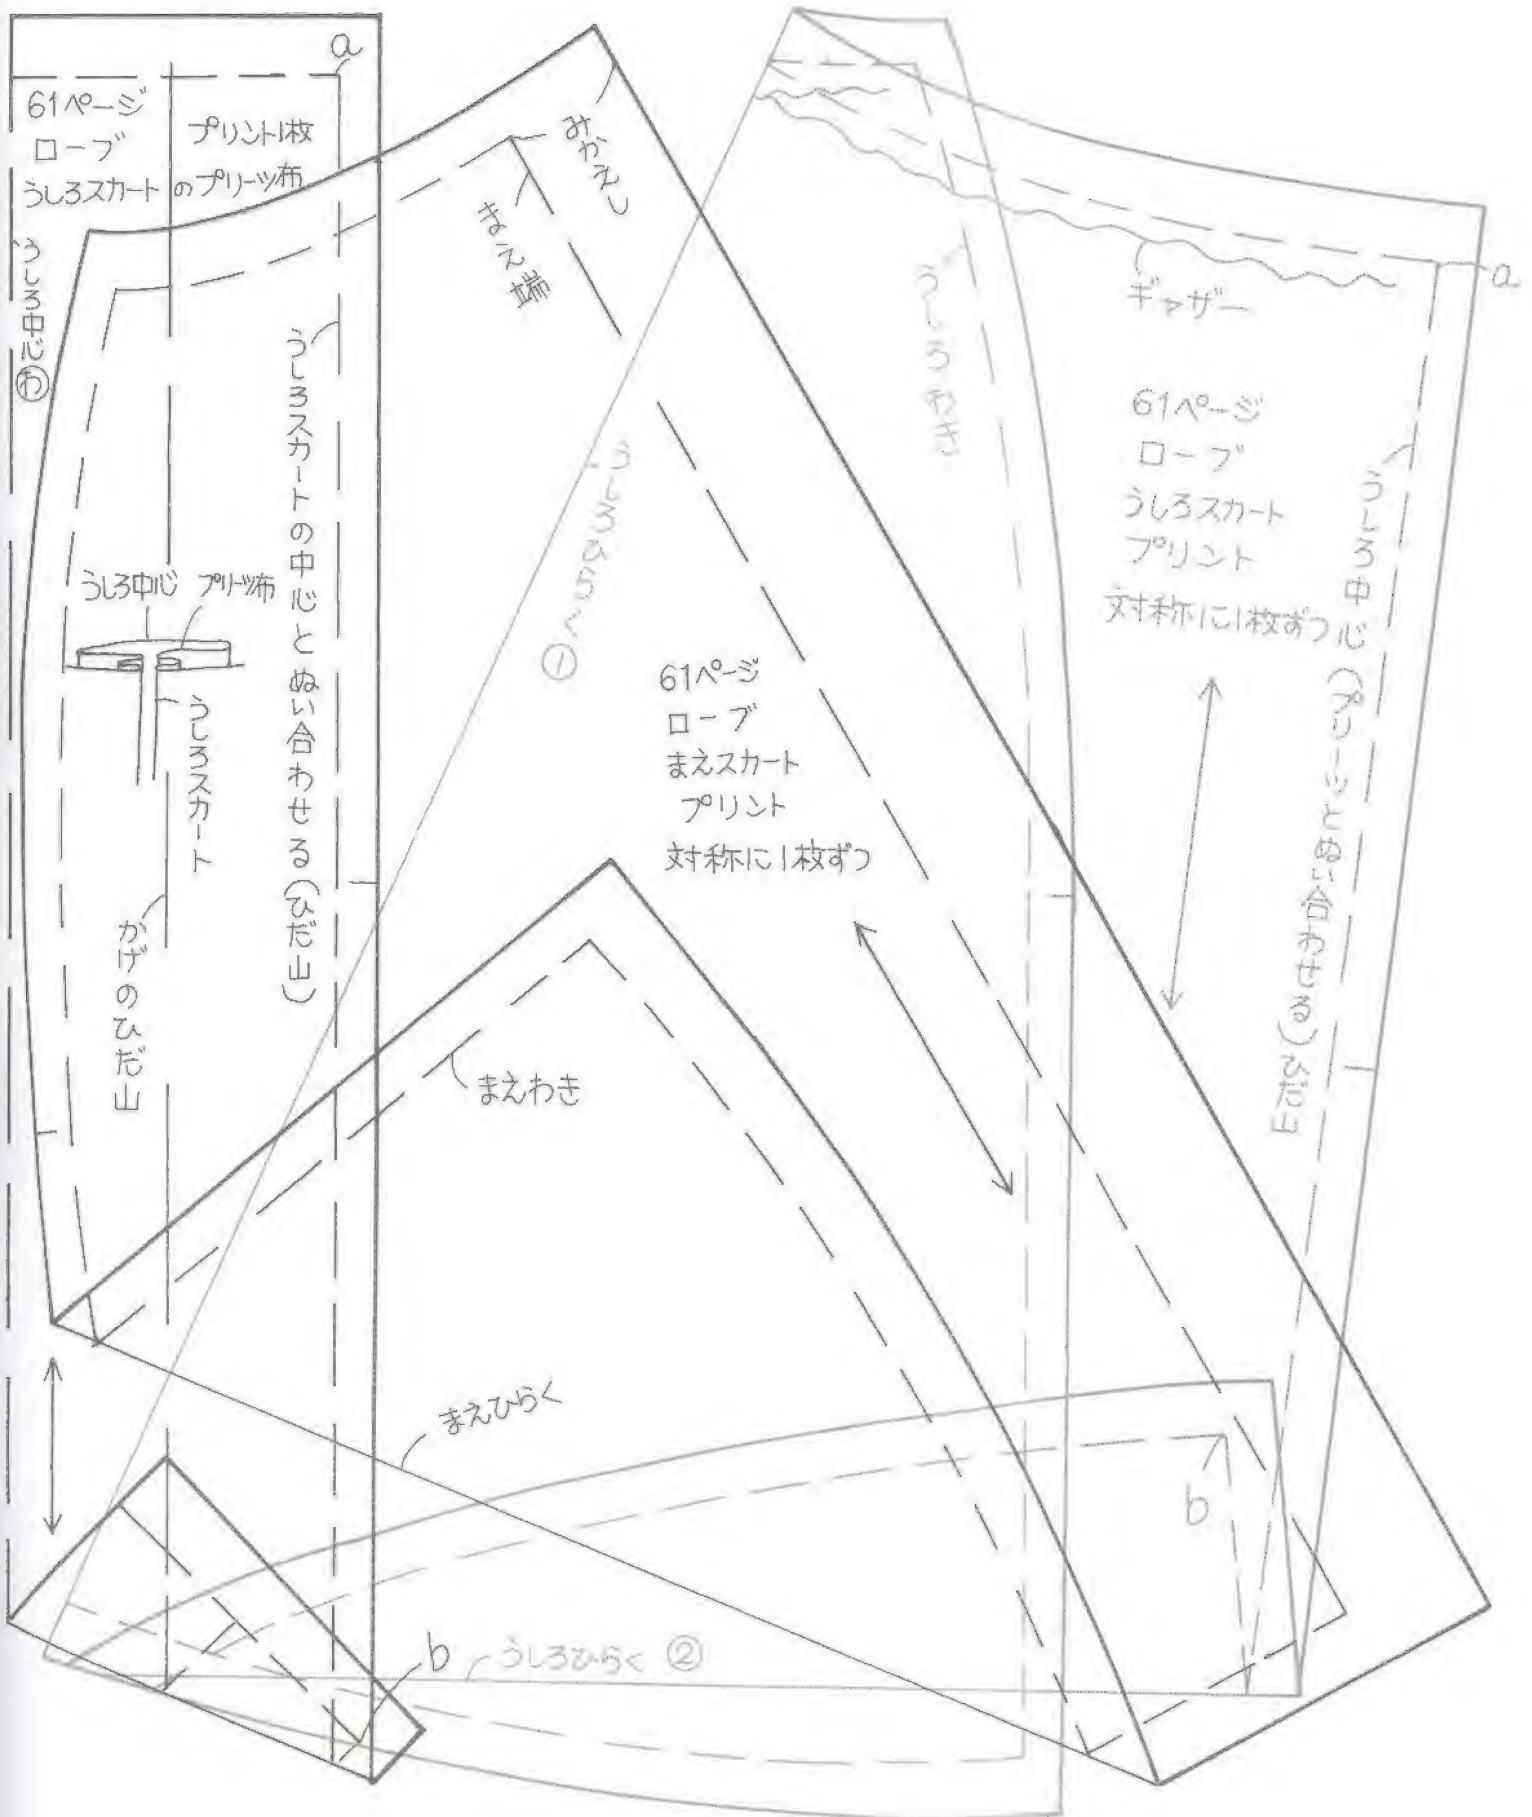 a
61ページ
ローブ
うしろスカート
プリント1枚
のプリーツ布
うしろ中心わ
うしろスカートの中心とぬい合わせる(ひだ山)
うしろ中心
プリーツ布
うしろスカート
かげのひだ山
b
みかえし
まえ端
61ページ
ローブ
まえスカート
プリント
対称に1枚ずつ
まえわき
まえひらく
うしろひらく
①
うしろわき
ギャザー
a
61ページ
ローブ
うしろスカート
プリント
対称に1枚ずつ
うしろ中心(プリーツとぬい合わせる)ひだ山
b
うしろひらく ②